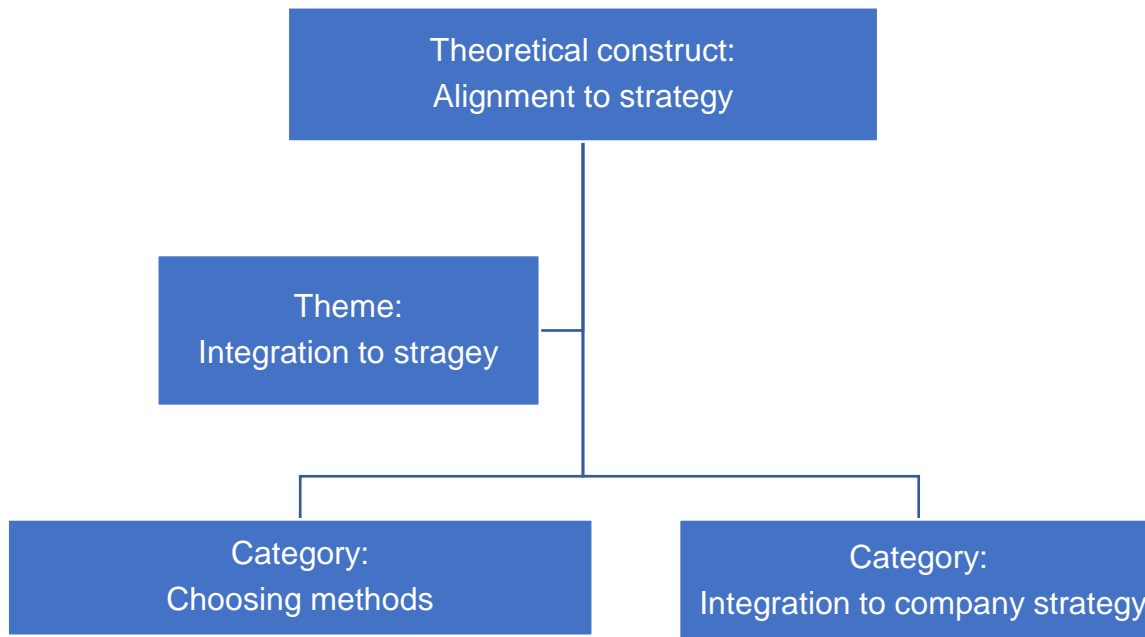 Theoretical construct:
Alignment to strategy
Theme:
Integration to stragey
Category:
Choosing methods
Category:
Integration to company strategy